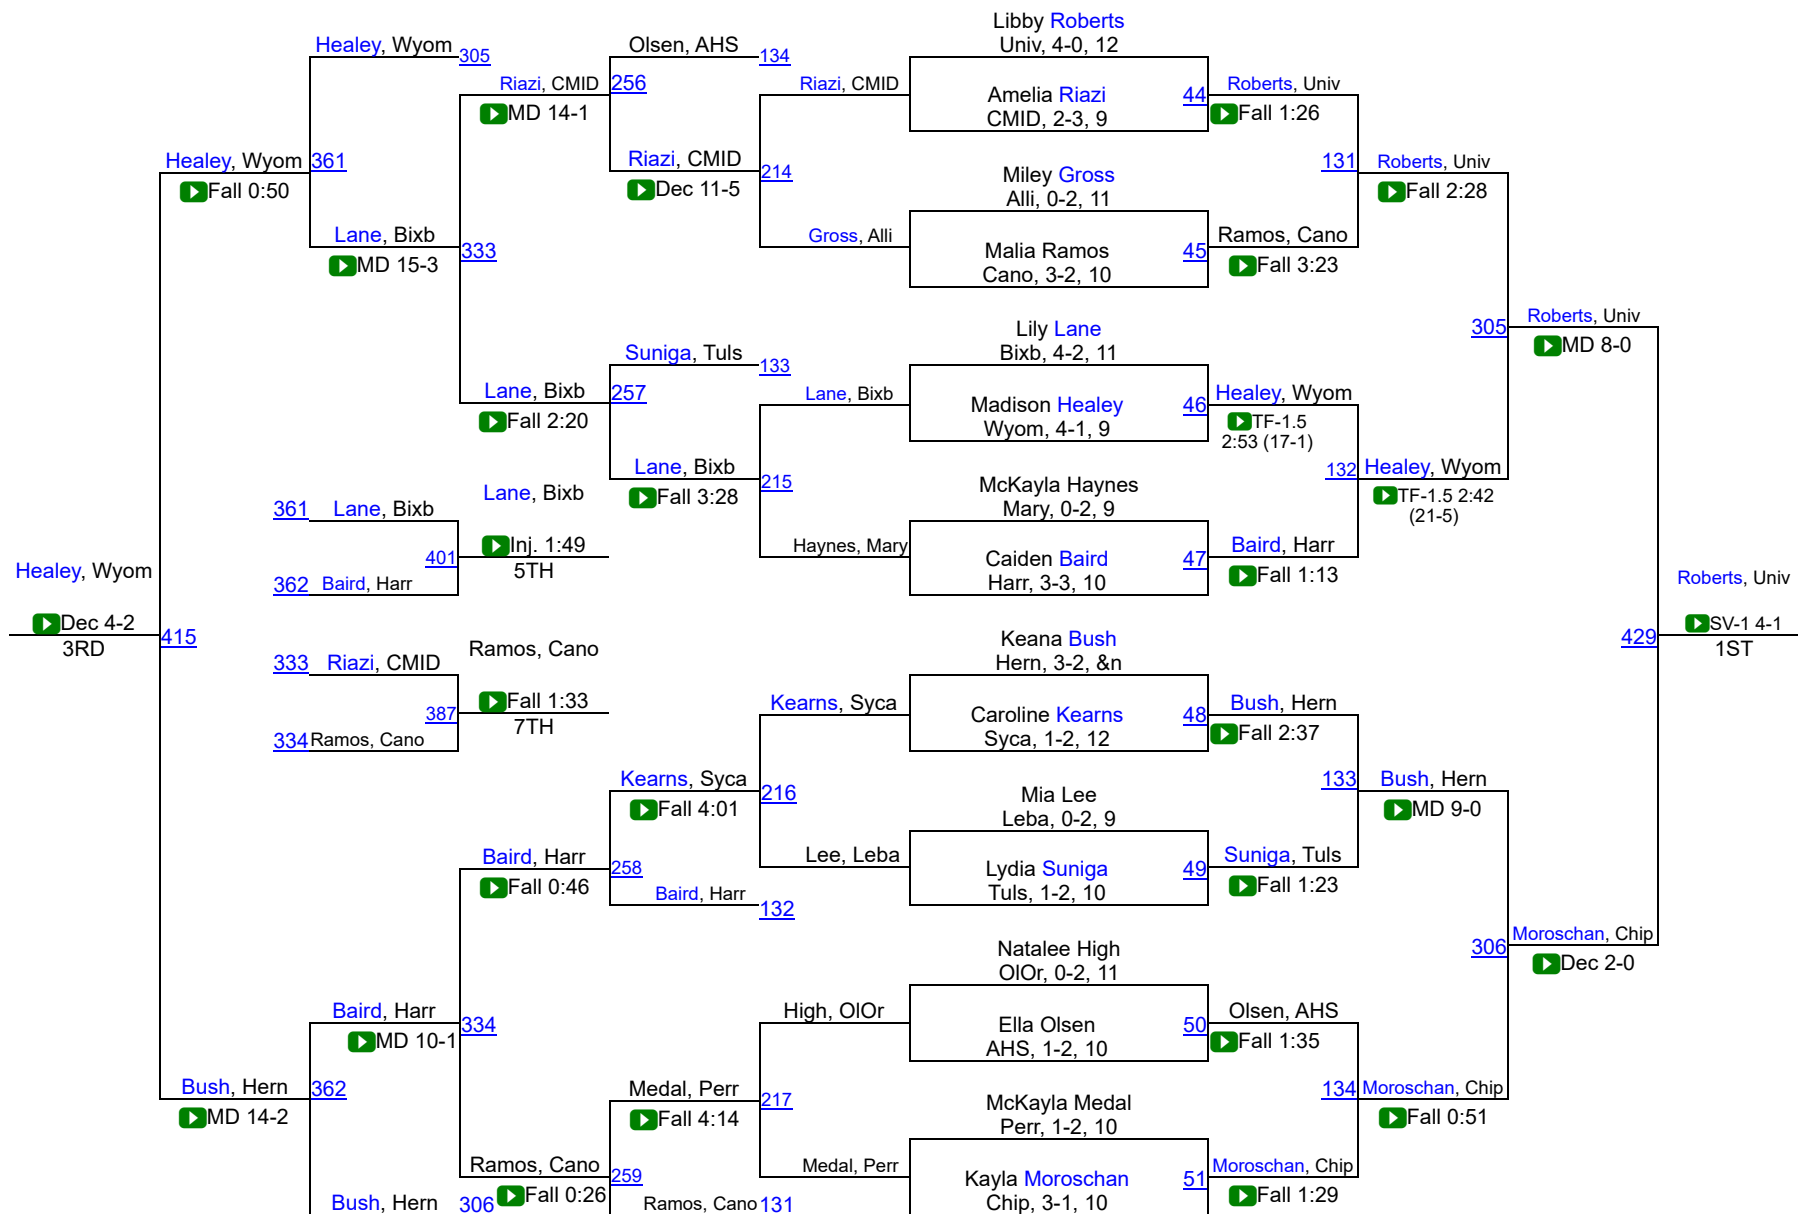 Libby Roberts
Univ, 4-0, 12
Healey, Wyom 305
Olsen, AHS 134
Riazi, CMID 256
MD 14-1
Riazi, CMID
Amelia Riazi 44
CMID, 2-3, 9
Roberts, Univ
Fall 1:26
Healey, Wyom 361
Fall 0:50
Riazi, CMID 214
Dec 11-5
Miley Gross
Alli, 0-2, 11
131 Roberts, Univ
Fall 2:28
Lane, Bixb 333
MD 15-3
Gross, Alli
Malia Ramos 45
Cano, 3-2, 10
Ramos, Cano
Fall 3:23
Lily Lane
Bixb, 4-2, 11
305 Roberts, Univ
MD 8-0
Suniga, Tuls 133
Lane, Bixb 257
Fall 2:20
Lane, Bixb
Madison Healey 46
Wyom, 4-1, 9
Healey, Wyom
TF-1.5
2:53 (17-1)
Lane, Bixb 215
Fall 3:28
132 Healey, Wyom
TF-1.5 2:42
(21-5)
McKayla Haynes
Mary, 0-2, 9
Lane, Bixb
361 Lane, Bixb
401 Inj. 1:49
5TH
362 Baird, Harr
Haynes, Mary
Caiden Baird 47
Harr, 3-3, 10
Baird, Harr
Fall 1:13
Healey, Wyom
Dec 4-2
3RD
415
Roberts, Univ
429 SV-1 4-1
1ST
Keana Bush
Hern, 3-2, &n
Ramos, Cano
333 Riazi, CMID
387 Fall 1:33
7TH
334 Ramos, Cano
Kearns, Syca
Caroline Kearns 48
Syca, 1-2, 12
Bush, Hern
Fall 2:37
Kearns, Syca 216
Fall 4:01
Mia Lee
Leba, 0-2, 9
133 Bush, Hern
MD 9-0
Baird, Harr 258
Fall 0:46
Lee, Leba
Lydia Suniga 49
Tuls, 1-2, 10
Suniga, Tuls
Fall 1:23
Baird, Harr 132
Natalee High
OlOr, 0-2, 11
306 Moroschan, Chip
Dec 2-0
Baird, Harr 334
MD 10-1
High, OlOr
Ella Olsen 50
AHS, 1-2, 10
Olsen, AHS
Fall 1:35
Bush, Hern 362
MD 14-2
Medal, Perr 217
Fall 4:14
McKayla Medal
Perr, 1-2, 10
134 Moroschan, Chip
Fall 0:51
Ramos, Cano 259
Fall 0:26
Medal, Perr
Kayla Moroschan 51
Chip, 3-1, 10
Moroschan, Chip
Fall 1:29
Bush, Hern 306
Ramos, Cano 131